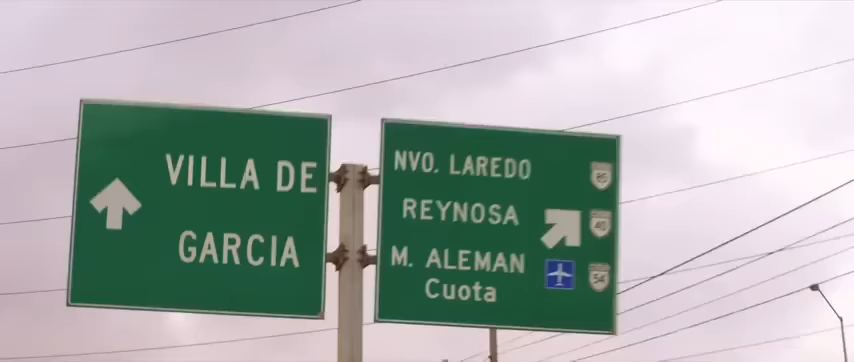 VILLA DE
GARCIA
NVO. LAREDO 85
REYNOSA 40
M. ALEMAN 54
Cuota